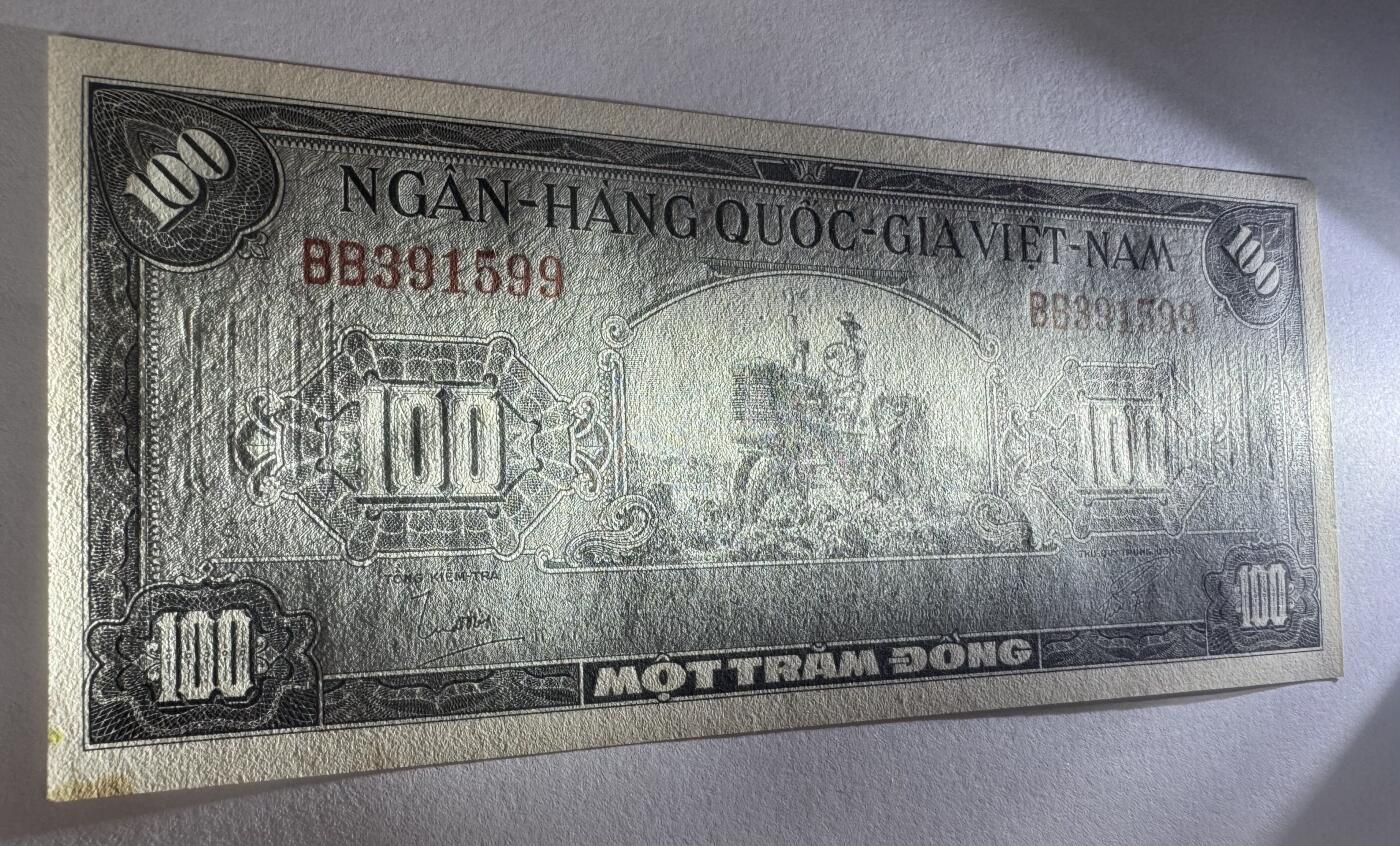 100
100
NGÂN-HÀNG QUỐC-GIA VIỆT-NAM
BB391599
BB391599
100
100
TỔNG KIỂM-TRA
100
100
MỘT TRĂM ĐỒNG